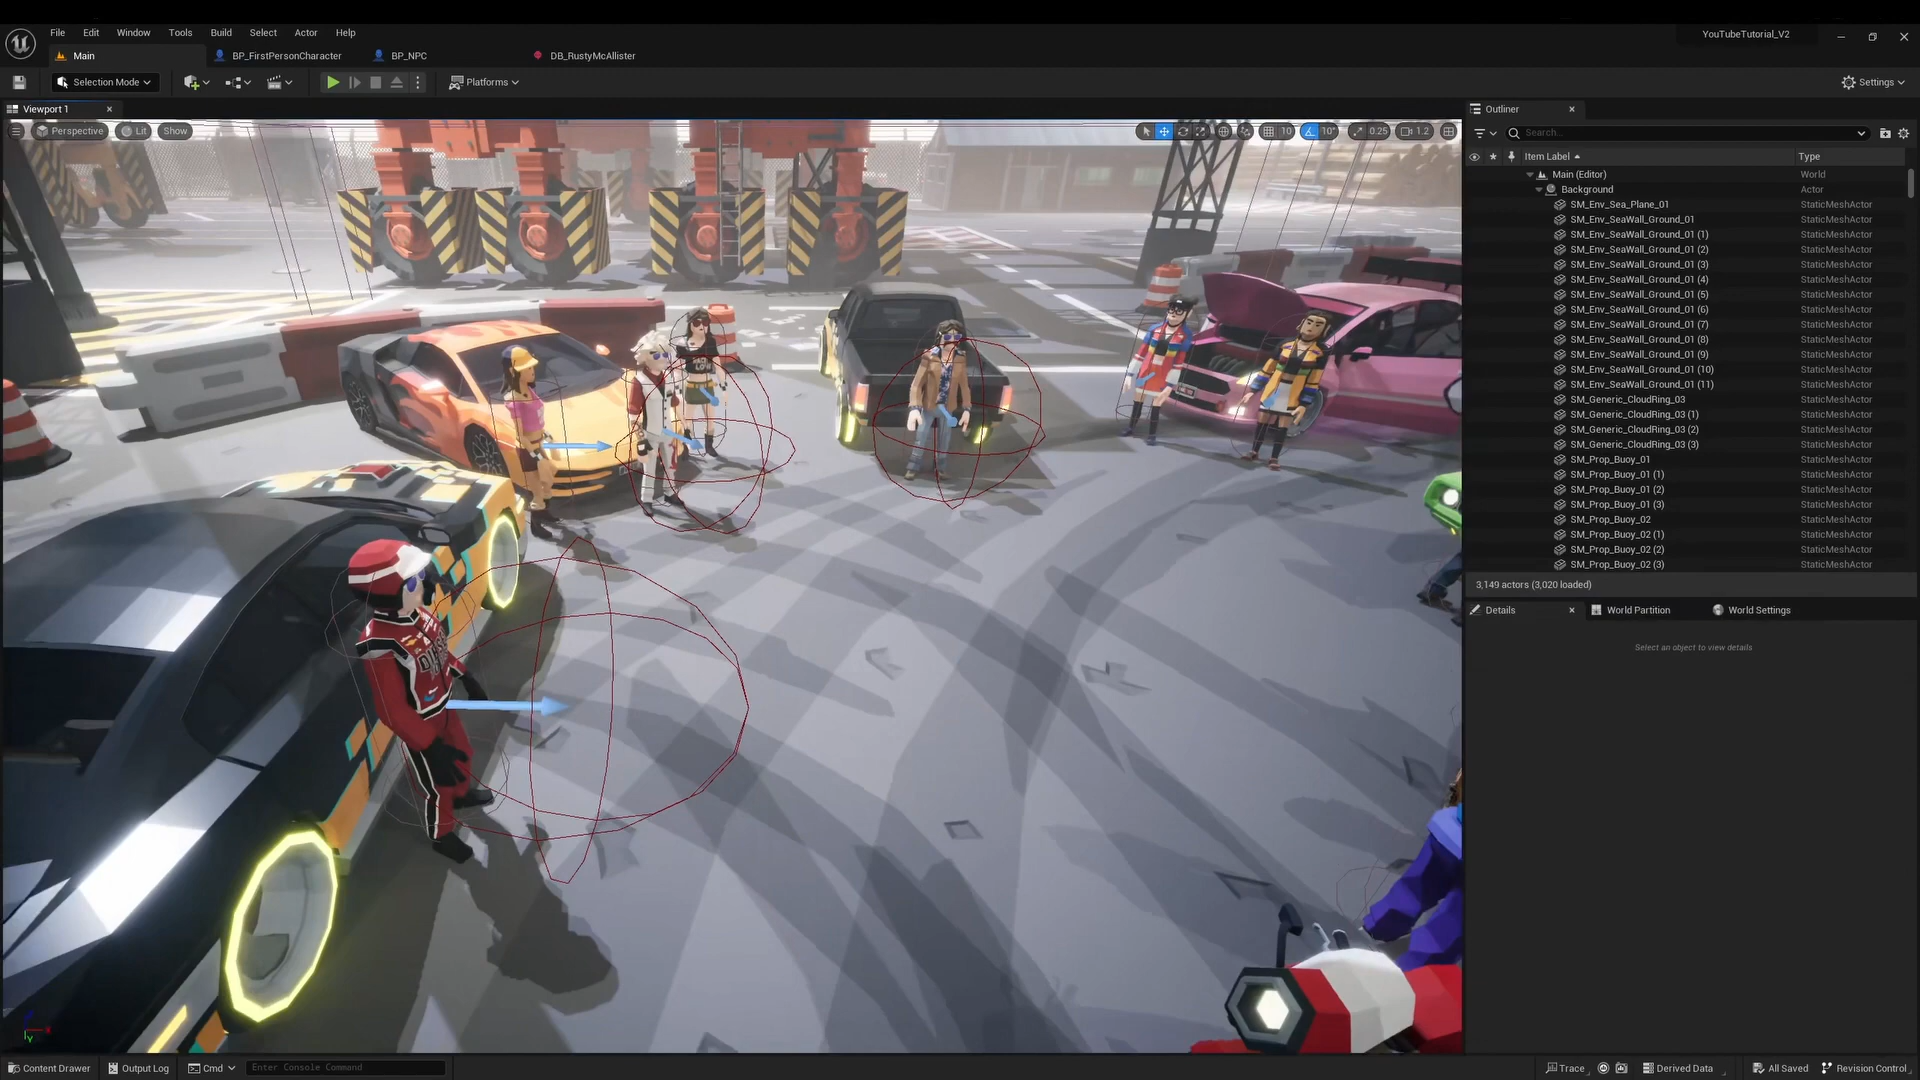 File Edit Window Tools Build Select Actor Help
YouTubeTutorial_V2
Main BP_FirstPersonCharacter BP_NPC DB_RustyMcAllister
Selection Mode Platforms Settings
Viewport 1
Perspective Lit Show
10 10° 0.25 1.2
Outliner
Search...
Item Label Type
Main (Editor) World
Background Actor
SM_Env_Sea_Plane_01 StaticMeshActor
SM_Env_SeaWall_Ground_01 StaticMeshActor
SM_Env_SeaWall_Ground_01 (1) StaticMeshActor
SM_Env_SeaWall_Ground_01 (2) StaticMeshActor
SM_Env_SeaWall_Ground_01 (3) StaticMeshActor
SM_Env_SeaWall_Ground_01 (4) StaticMeshActor
SM_Env_SeaWall_Ground_01 (5) StaticMeshActor
SM_Env_SeaWall_Ground_01 (6) StaticMeshActor
SM_Env_SeaWall_Ground_01 (7) StaticMeshActor
SM_Env_SeaWall_Ground_01 (8) StaticMeshActor
SM_Env_SeaWall_Ground_01 (9) StaticMeshActor
SM_Env_SeaWall_Ground_01 (10) StaticMeshActor
SM_Env_SeaWall_Ground_01 (11) StaticMeshActor
SM_Generic_CloudRing_03 StaticMeshActor
SM_Generic_CloudRing_03 (1) StaticMeshActor
SM_Generic_CloudRing_03 (2) StaticMeshActor
SM_Generic_CloudRing_03 (3) StaticMeshActor
SM_Prop_Buoy_01 StaticMeshActor
SM_Prop_Buoy_01 (1) StaticMeshActor
SM_Prop_Buoy_01 (2) StaticMeshActor
SM_Prop_Buoy_01 (3) StaticMeshActor
SM_Prop_Buoy_02 StaticMeshActor
SM_Prop_Buoy_02 (1) StaticMeshActor
SM_Prop_Buoy_02 (2) StaticMeshActor
SM_Prop_Buoy_02 (3) StaticMeshActor
3,149 actors (3,020 loaded)
Details World Partition World Settings
Select an object to view details
Content Drawer Output Log Cmd Enter Console Command Trace Derived Data All Saved Revision Control